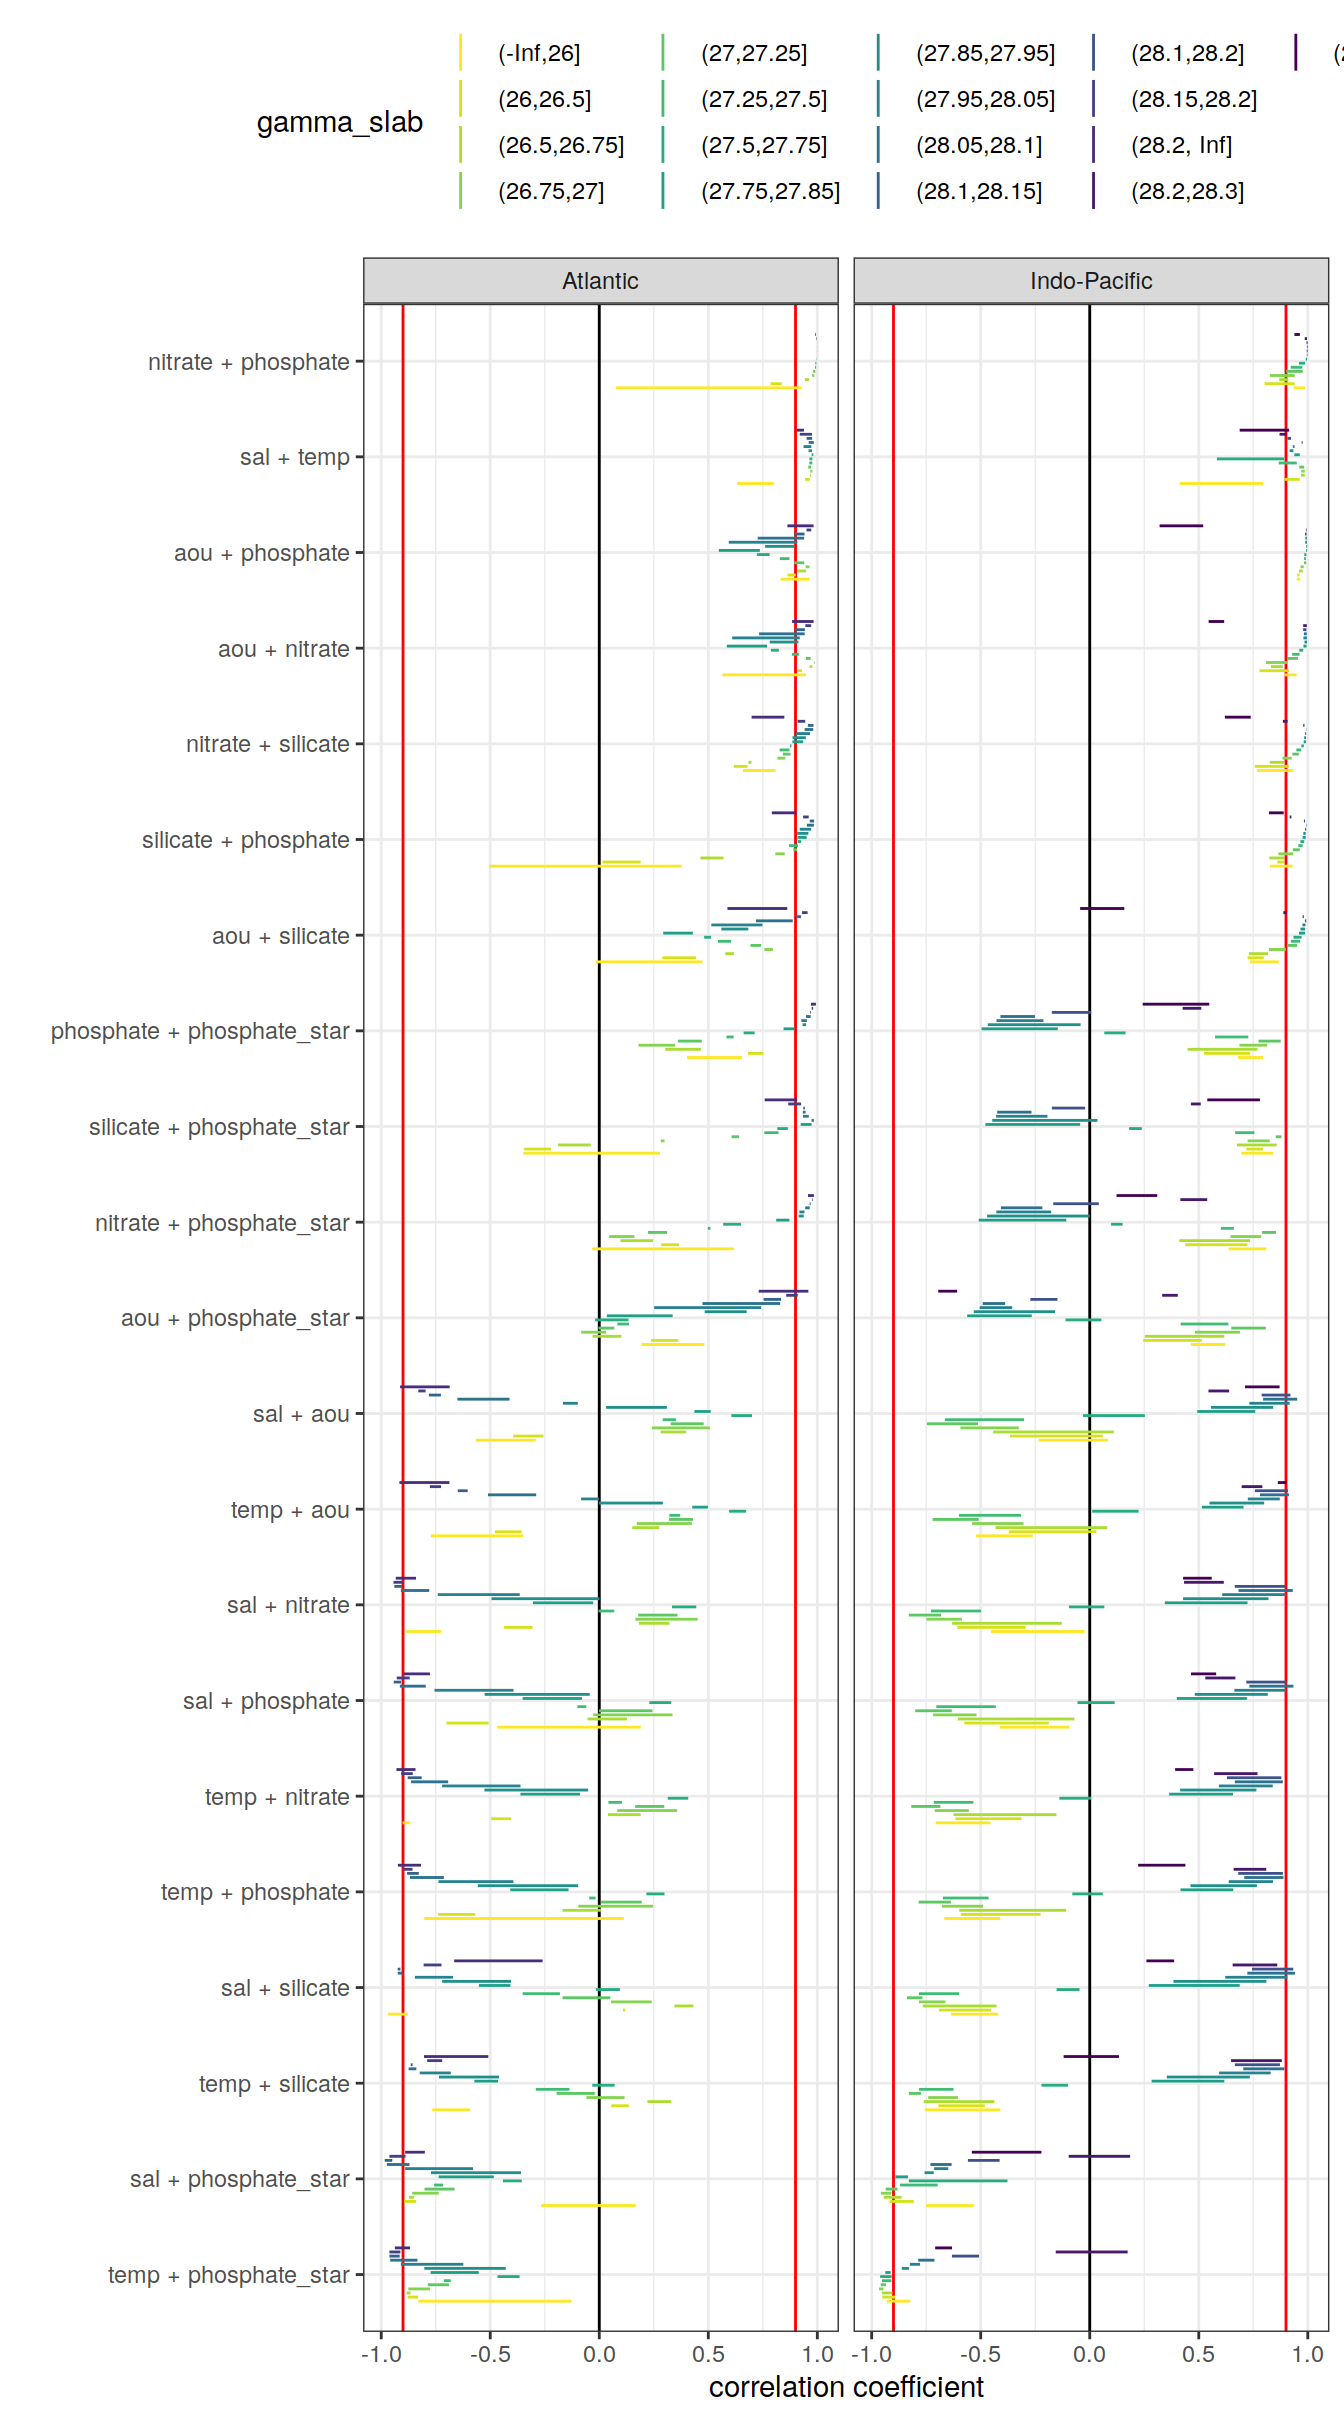 gamma_slab
(-Inf,26]
(26,26.5]
(26.5,26.75]
(26.75,27]
(27,27.25]
(27.25,27.5]
(27.5,27.75]
(27.75,27.85]
(27.85,27.95]
(27.95,28.05]
(28.05,28.1]
(28.1,28.15]
(28.1,28.2]
(28.15,28.2]
(28.2, Inf]
(28.2,28.3]
Atlantic
Indo-Pacific
nitrate + phosphate
sal + temp
aou + phosphate
aou + nitrate
nitrate + silicate
silicate + phosphate
aou + silicate
phosphate + phosphate_star
silicate + phosphate_star
nitrate + phosphate_star
aou + phosphate_star
sal + aou
temp + aou
sal + nitrate
sal + phosphate
temp + nitrate
temp + phosphate
sal + silicate
temp + silicate
sal + phosphate_star
temp + phosphate_star
-1.0 -0.5 0.0 0.5 1.0
-1.0 -0.5 0.0 0.5 1.0
correlation coefficient